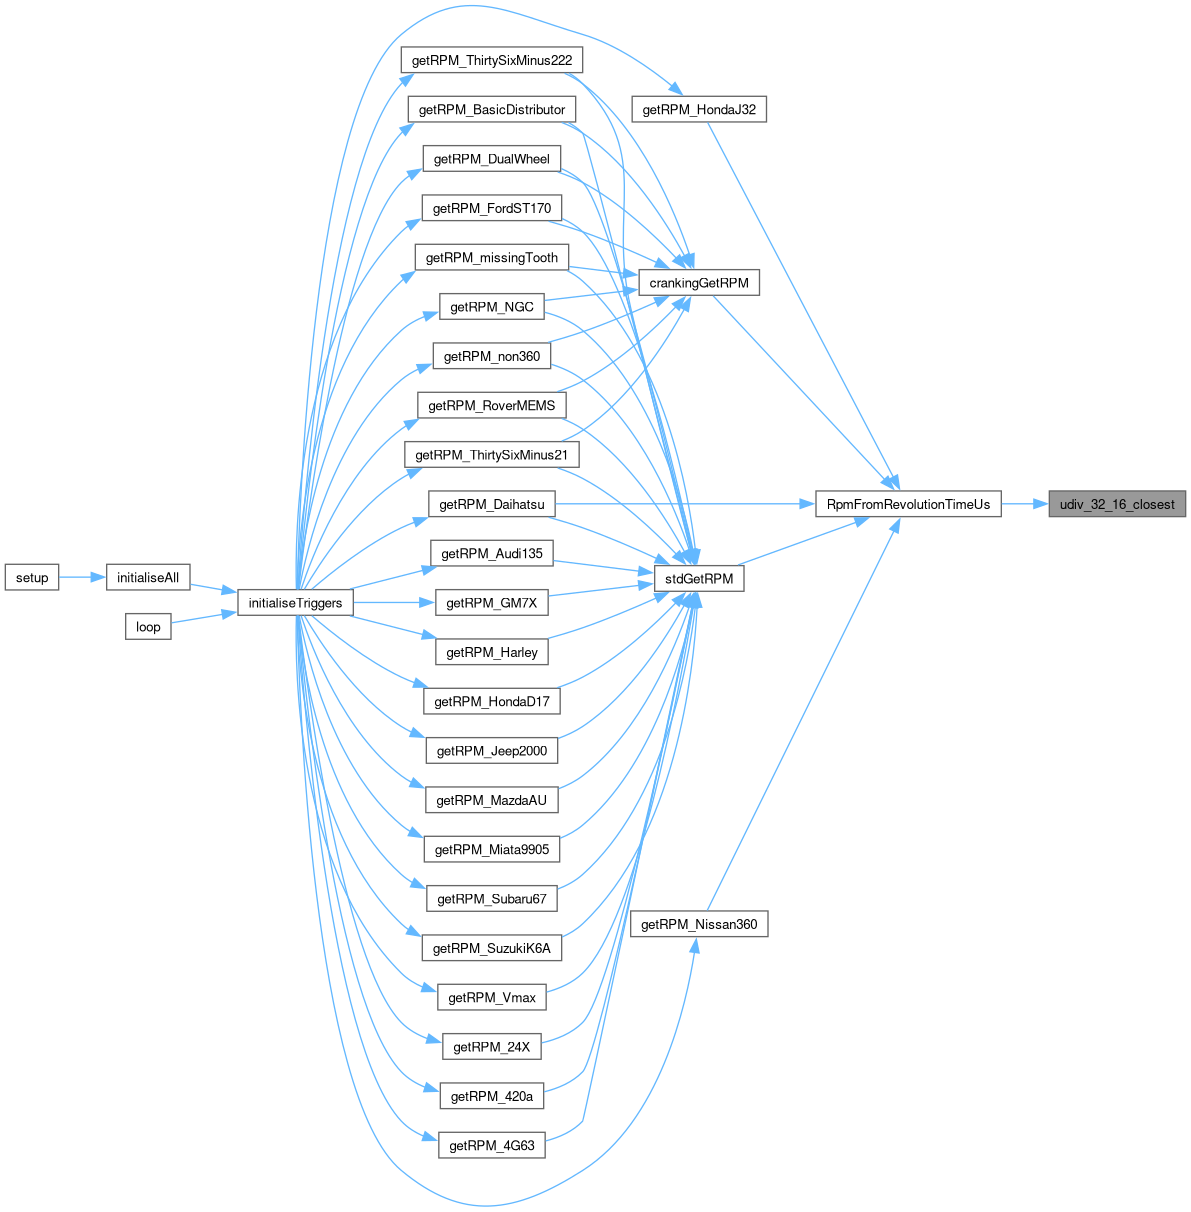 getRPM_ThirtySixMinus222
getRPM_HondaJ32
getRPM_BasicDistributor
getRPM_DualWheel
getRPM_FordST170
getRPM_missingTooth
crankingGetRPM
getRPM_NGC
getRPM_non360
getRPM_RoverMEMS
getRPM_ThirtySixMinus21
getRPM_Daihatsu
RpmFromRevolutionTimeUs
udiv_32_16_closest
getRPM_Audi135
setup
initialiseAll
stdGetRPM
initialiseTriggers
getRPM_GM7X
loop
getRPM_Harley
getRPM_HondaD17
getRPM_Jeep2000
getRPM_MazdaAU
getRPM_Miata9905
getRPM_Subaru67
getRPM_Nissan360
getRPM_SuzukiK6A
getRPM_Vmax
getRPM_24X
getRPM_420a
getRPM_4G63